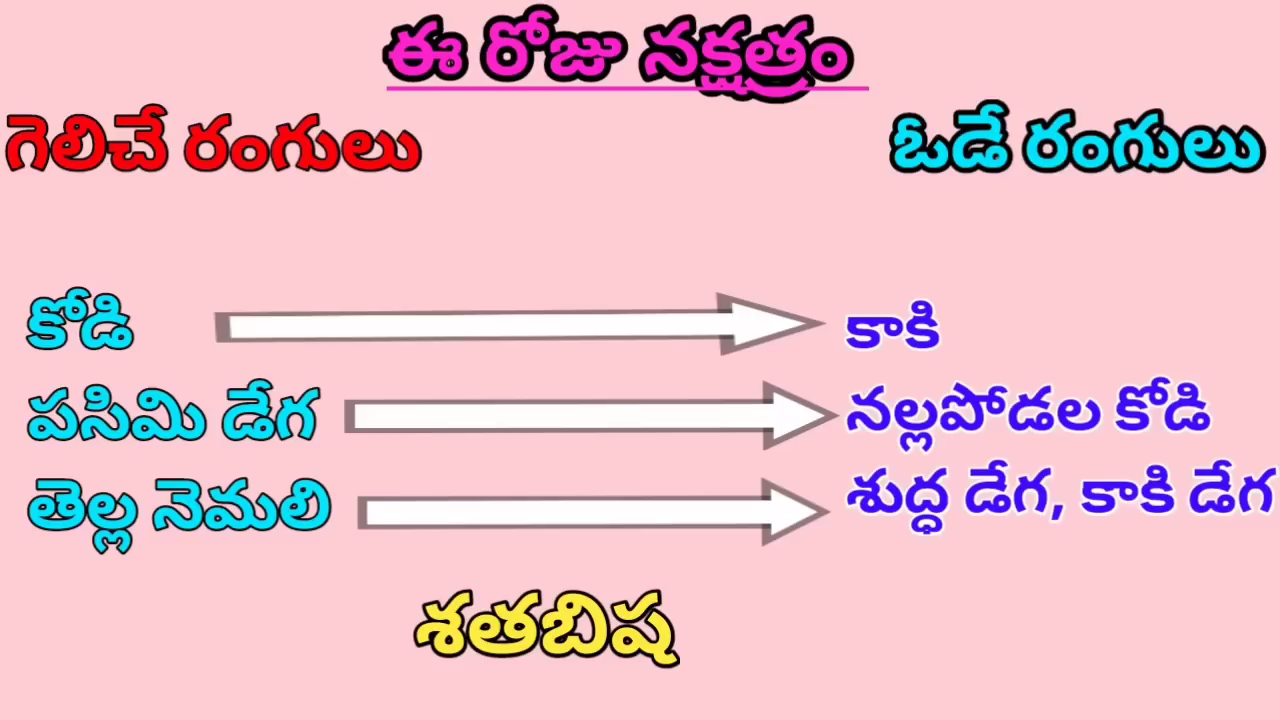 ఈ రోజు నక్షత్రం
గెలిచే రంగులు
ఓడే రంగులు
కోడి
కాకి
పసిమి డేగ
నల్లపోడల కోడి
తెల్ల నెమలి
శుద్ధ డేగ, కాకి డేగ
శతబిష